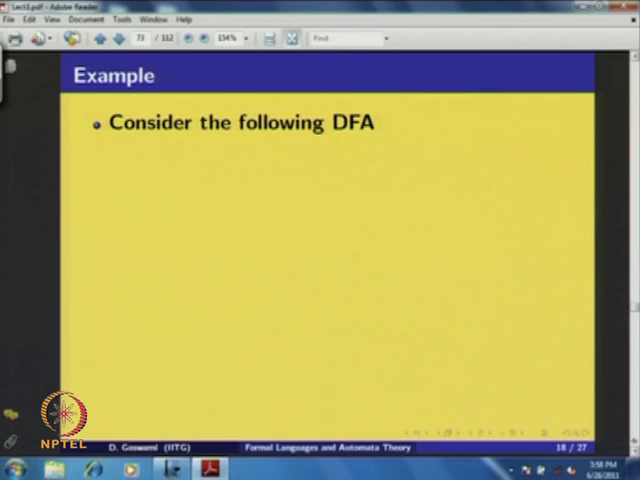 Lect3.pdf - Adobe Reader
File Edit View Document Tools Window Help
73 / 112 154% Find
Example
Consider the following DFA
NPTEL
D. Goswami (IITG) Formal Languages and Automata Theory 18 / 27
3:58 PM
6/28/2011